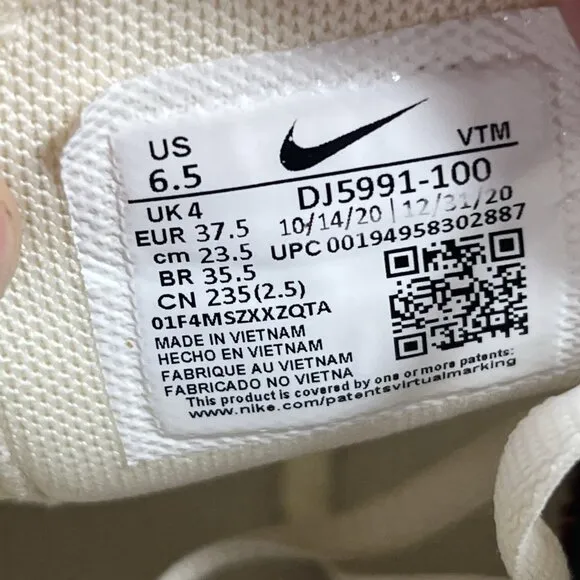 US
6.5
VTM
DJ5991-100
UK 4
10/14/20 | 12/31/20
EUR 37.5
UPC 00194958302887
cm 23.5
BR 35.5
CN 235(2.5)
01F4MSZXXZQTA
MADE IN VIETNAM
HECHO EN VIETNAM
FABRIQUE AU VIETNAM
FABRICADO NO VIETNA
This product is covered by one or more patents:
www.nike.com/patentsvirtualmarking